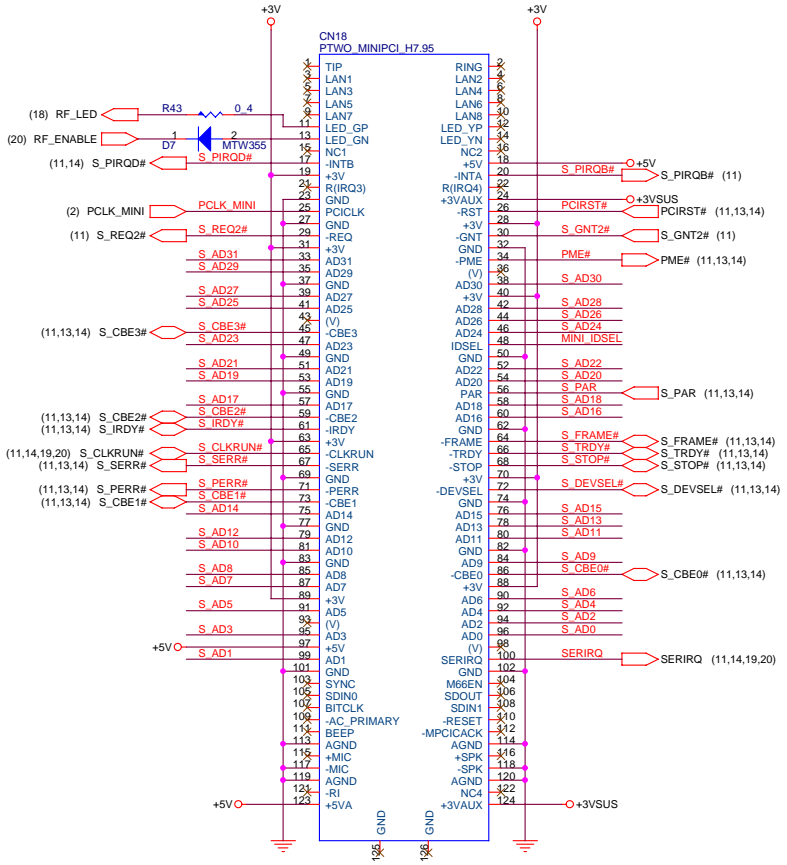 +3V +3V
CN18
PTWO_MINIPCI_H7.95
1 TIP RING 2
3 LAN1 LAN2 4
5 LAN3 LAN4 6
7 LAN5 LAN6 8
9 LAN7 LAN8 10
(18) RF_LED R43 0_4 11 LED_GP LED_YP 12
(20) RF_ENABLE 1 D7 2 MTW355 13 LED_GN LED_YN 14
15 NC1 NC2 16
(11,14) S_PIRQD# S_PIRQD# 17 -INTB +5V 18 +5V
19 +3V -INTA 20 S_PIRQB# S_PIRQB# (11)
21 R(IRQ3) R(IRQ4) 22
23 GND +3VAUX 24 +3VSUS
(2) PCLK_MINI PCLK_MINI 25 PCICLK -RST 26 PCIRST# PCIRST# (11,13,14)
27 GND +3V 28
(11) S_REQ2# S_REQ2# 29 -REQ -GNT 30 S_GNT2# S_GNT2# (11)
31 +3V GND 32
S_AD31 33 AD31 -PME 34 PME# PME# (11,13,14)
S_AD29 35 AD29 (V) 36
37 GND AD30 38 S_AD30
S_AD27 39 AD27 +3V 40
S_AD25 41 AD25 AD28 42 S_AD28
43 (V) AD26 44 S_AD26
(11,13,14) S_CBE3# S_CBE3# 45 -CBE3 AD24 46 S_AD24
S_AD23 47 AD23 IDSEL 48 MINI_IDSEL
49 GND GND 50
S_AD21 51 AD21 AD22 52 S_AD22
S_AD19 53 AD19 AD20 54 S_AD20
55 GND PAR 56 S_PAR S_PAR (11,13,14)
S_AD17 57 AD17 AD18 58 S_AD18
(11,13,14) S_CBE2# S_CBE2# 59 -CBE2 AD16 60 S_AD16
(11,13,14) S_IRDY# S_IRDY# 61 -IRDY GND 62
63 +3V -FRAME 64 S_FRAME# S_FRAME# (11,13,14)
(11,14,19,20) S_CLKRUN# S_CLKRUN# 65 -CLKRUN -TRDY 66 S_TRDY# S_TRDY# (11,13,14)
(11,13,14) S_SERR# S_SERR# 67 -SERR -STOP 68 S_STOP# S_STOP# (11,13,14)
69 GND +3V 70
(11,13,14) S_PERR# S_PERR# 71 -PERR -DEVSEL 72 S_DEVSEL# S_DEVSEL# (11,13,14)
(11,13,14) S_CBE1# S_CBE1# 73 -CBE1 GND 74
S_AD14 75 AD14 AD15 76 S_AD15
77 GND AD13 78 S_AD13
S_AD12 79 AD12 AD11 80 S_AD11
S_AD10 81 AD10 GND 82
83 GND AD9 84 S_AD9
S_AD8 85 AD8 -CBE0 86 S_CBE0# S_CBE0# (11,13,14)
S_AD7 87 AD7 +3V 88
89 +3V AD6 90 S_AD6
S_AD5 91 AD5 AD4 92 S_AD4
93 (V) AD2 94 S_AD2
S_AD3 95 AD3 AD0 96 S_AD0
+5V 97 +5V (V) 98
S_AD1 99 AD1 SERIRQ 100 SERIRQ SERIRQ (11,14,19,20)
101 GND GND 102
103 SYNC M66EN 104
105 SDIN0 SDOUT 106
107 BITCLK SDIN1 108
109 -AC_PRIMARY -RESET 110
111 BEEP -MPCICACK 112
113 AGND AGND 114
115 +MIC +SPK 116
117 -MIC -SPK 118
119 AGND AGND 120
121 -RI NC4 122
+5V 123 +5VA +3VAUX 124 +3VSUS
GND GND
125 126